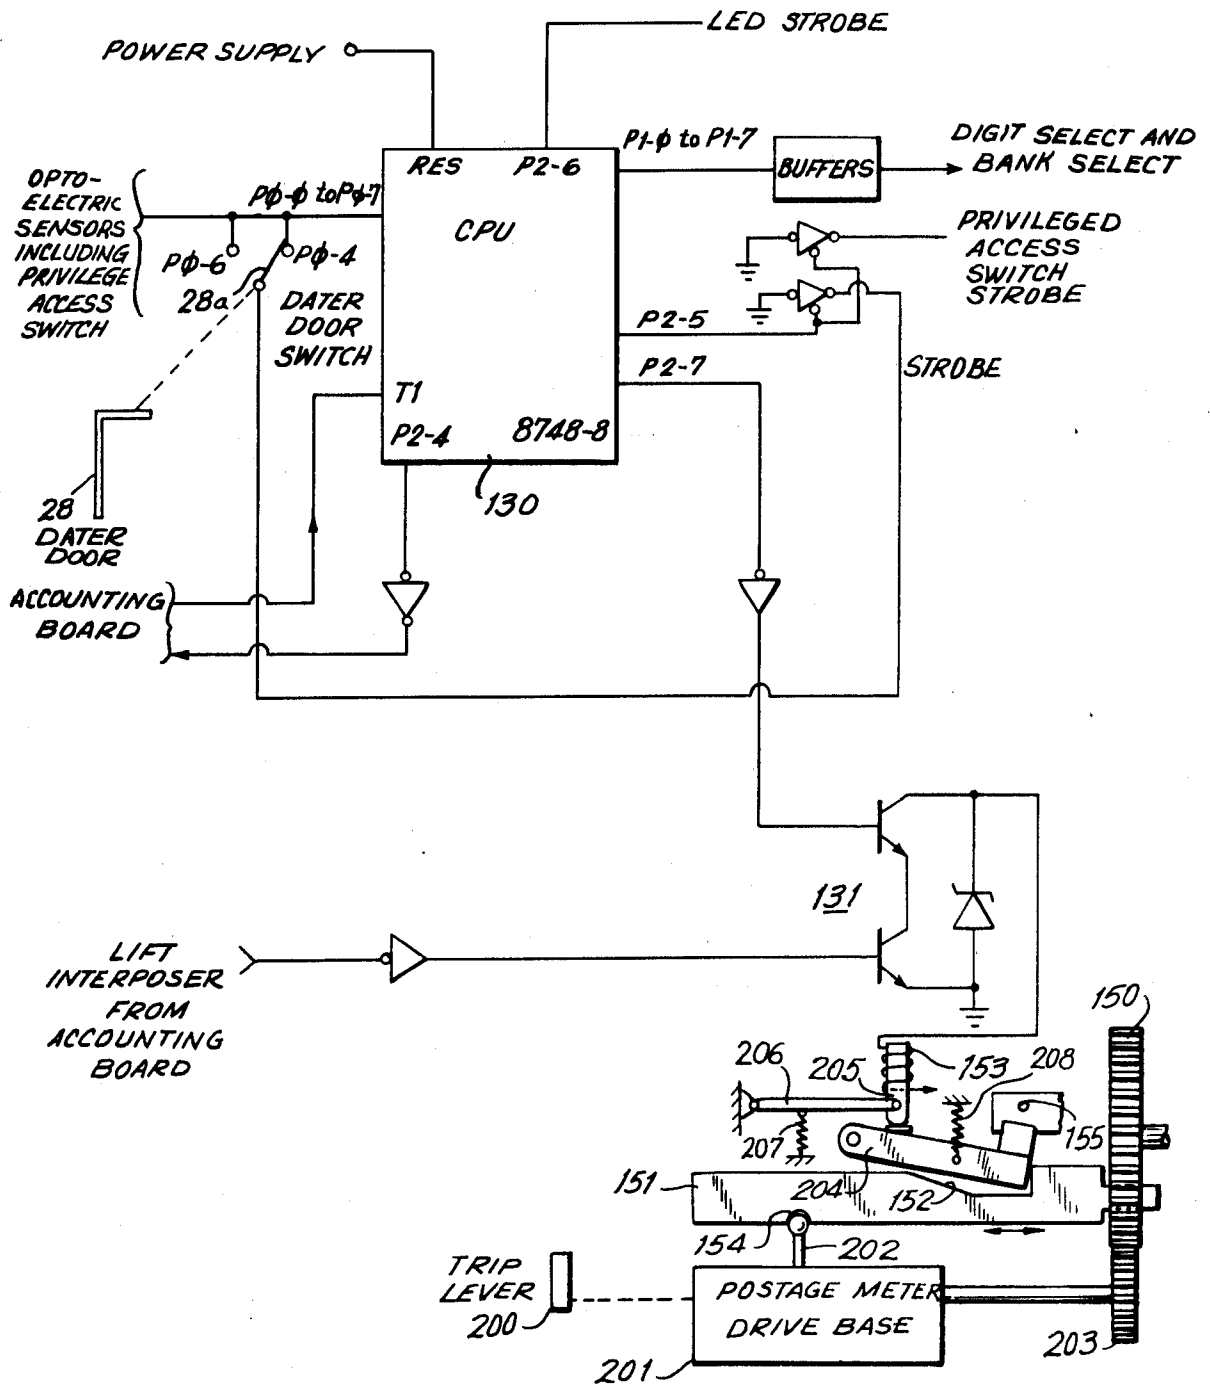 LED STROBE
POWER SUPPLY
RES
P2-6
P1-φ to P1-7
BUFFERS
DIGIT SELECT AND
BANK SELECT
OPTO-
ELECTRIC
SENSORS
INCLUDING
PRIVILEGE
ACCESS
SWITCH
Pφ-φ to Pφ-7
CPU
Pφ-6
Pφ-4
28a
DATER
DOOR
SWITCH
PRIVILEGED
ACCESS
SWITCH
STROBE
P2-5
P2-7
STROBE
T1
P2-4
8748-8
130
28
DATER
DOOR
ACCOUNTING
BOARD
131
LIFT
INTERPOSER
FROM
ACCOUNTING
BOARD
150
206
205
153
208
207
155
151
204
152
154
202
TRIP
LEVER
200
POSTAGE METER
DRIVE BASE
201
203